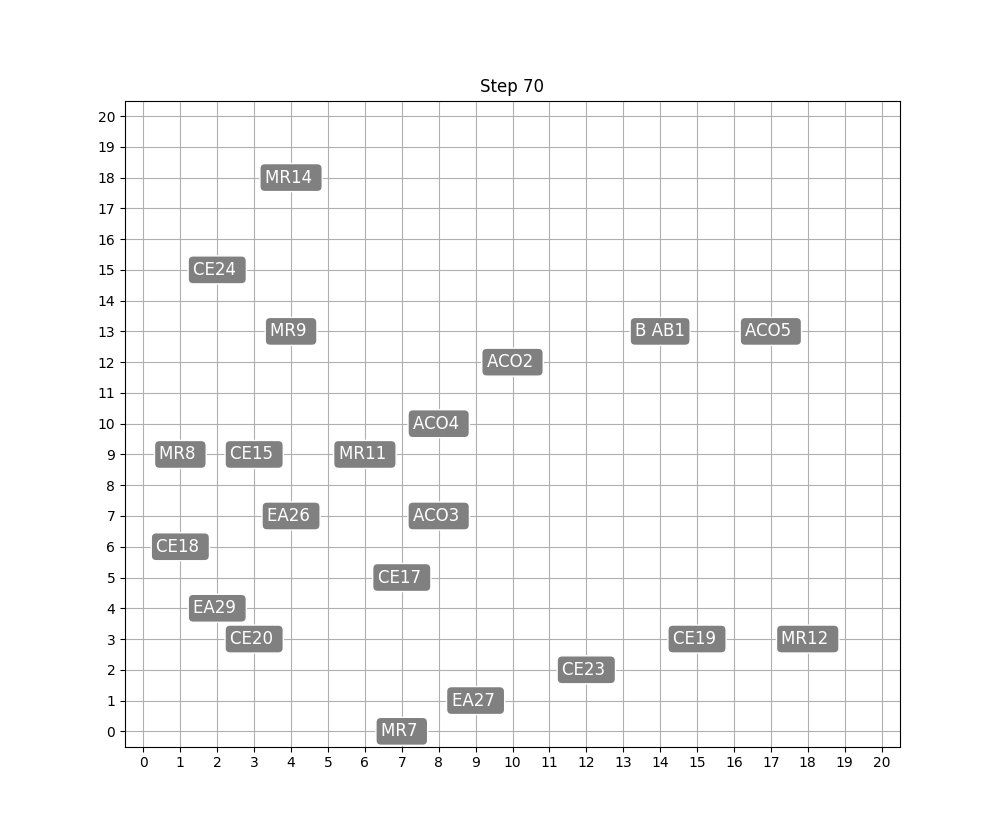 Step 70
20
19
18 MR14
17
16
15 CE24
14
13 MR9 B AB1 ACO5
12 ACO2
11
10 ACO4
9 MR8 CE15 MR11
8
7 EA26 ACO3
6 CE18
5 CE17
4 EA29
3 CE20 CE19 MR12
2 CE23
1 EA27
0 MR7
0 1 2 3 4 5 6 7 8 9 10 11 12 13 14 15 16 17 18 19 20